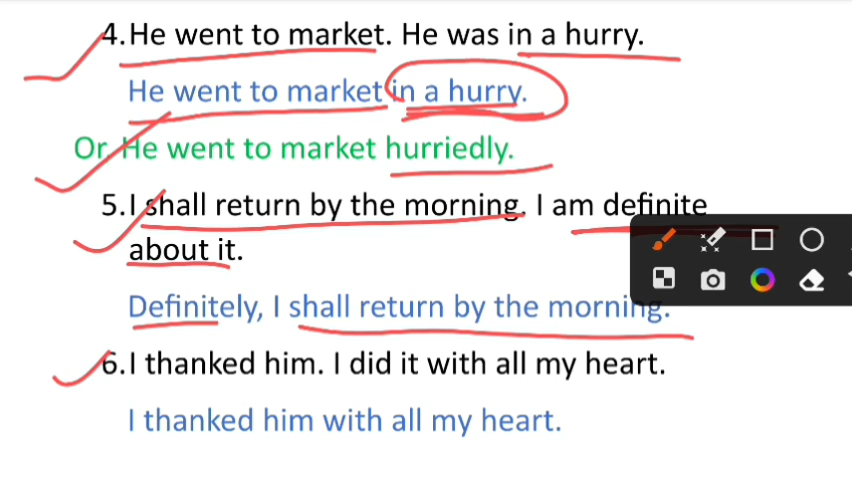 4.He went to market. He was in a hurry.
He went to market in a hurry.
Or, He went to market hurriedly.
5.I shall return by the morning. I am definite
about it.
Definitely, I shall return by the morning.
6.I thanked him. I did it with all my heart.
I thanked him with all my heart.